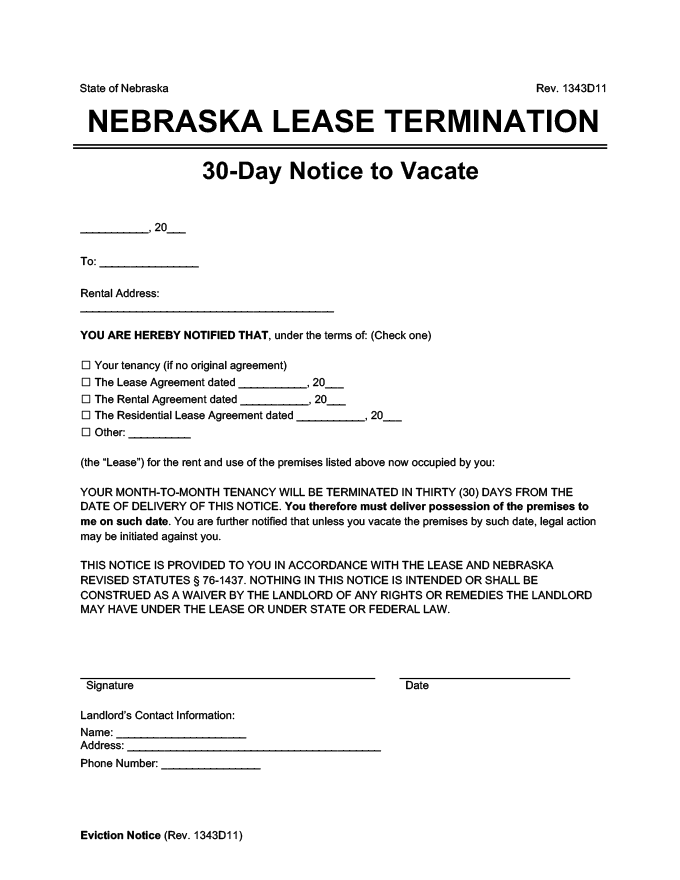 State of Nebraska Rev. 1343D11
NEBRASKA LEASE TERMINATION
30-Day Notice to Vacate
___________, 20___
To: ________________
Rental Address:
_________________________________________
YOU ARE HEREBY NOTIFIED THAT, under the terms of: (Check one)
☐ Your tenancy (if no original agreement)
☐ The Lease Agreement dated ___________, 20___
☐ The Rental Agreement dated ___________, 20___
☐ The Residential Lease Agreement dated ___________, 20___
☐ Other: __________
(the “Lease”) for the rent and use of the premises listed above now occupied by you:
YOUR MONTH-TO-MONTH TENANCY WILL BE TERMINATED IN THIRTY (30) DAYS FROM THE
DATE OF DELIVERY OF THIS NOTICE. You therefore must deliver possession of the premises to
me on such date. You are further notified that unless you vacate the premises by such date, legal action
may be initiated against you.
THIS NOTICE IS PROVIDED TO YOU IN ACCORDANCE WITH THE LEASE AND NEBRASKA
REVISED STATUTES § 76-1437. NOTHING IN THIS NOTICE IS INTENDED OR SHALL BE
CONSTRUED AS A WAIVER BY THE LANDLORD OF ANY RIGHTS OR REMEDIES THE LANDLORD
MAY HAVE UNDER THE LEASE OR UNDER STATE OR FEDERAL LAW.
Signature Date
Landlord’s Contact Information:
Name: _____________________
Address: _________________________________________
Phone Number: ________________
Eviction Notice (Rev. 1343D11)